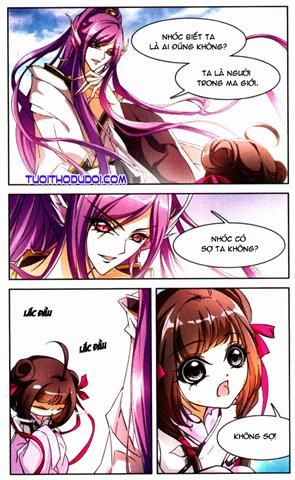 NHÓC BIẾT TA
LÀ AI ĐÚNG KHÔNG?
TA LÀ NGƯỜI
TRONG MA GIỚI.
TUOITHODUDOI.COM
NHÓC CÓ
SỢ TA KHÔNG?
LẮC ĐẦU
LẮC ĐẦU
KHÔNG SỢ!